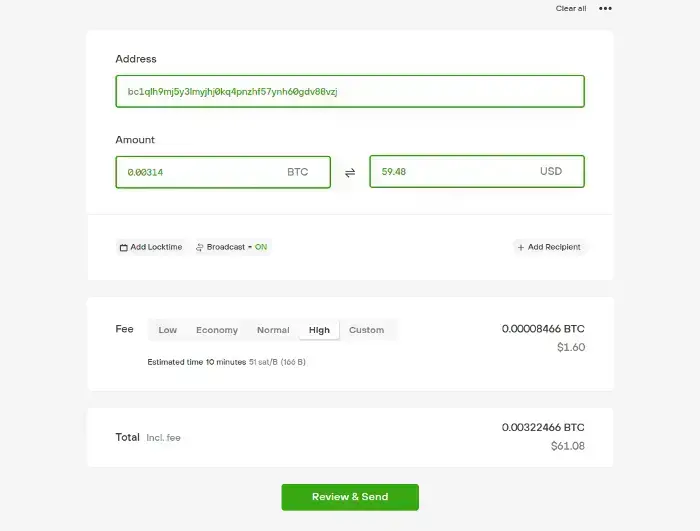 Clear all
Address
bc1qlh9mj5y3lmyjhj0kq4pnzhf57ynh60gdv88vzj
Amount
0.00314 BTC 59.48 USD
Add Locktime Broadcast • ON + Add Recipient
Fee Low Economy Normal High Custom 0.00008466 BTC
$1.60
Estimated time 10 minutes 51 sat/B (166 B)
0.00322466 BTC
Total Incl. fee
$61.08
Review & Send